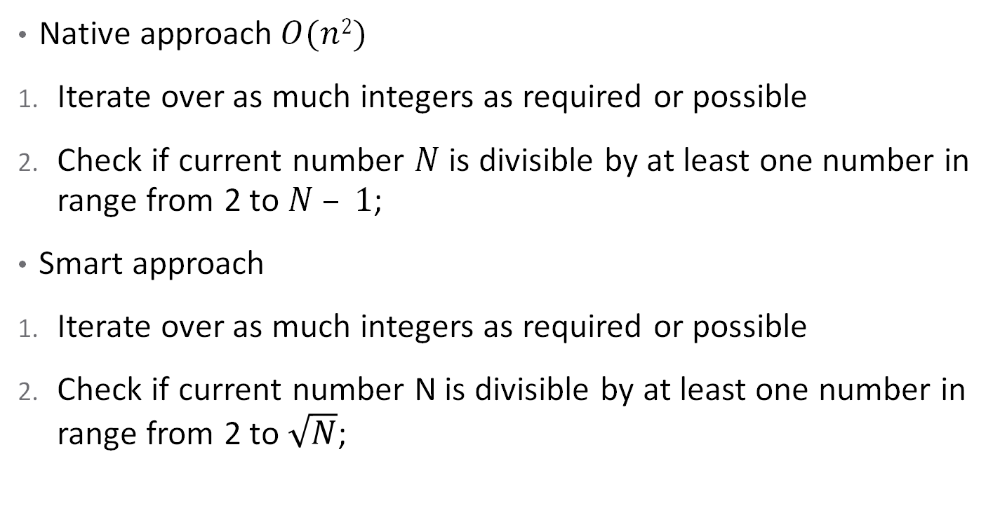 • Native approach O(n²)
1. Iterate over as much integers as required or possible
2. Check if current number N is divisible by at least one number in
range from 2 to N – 1;
• Smart approach
1. Iterate over as much integers as required or possible
2. Check if current number N is divisible by at least one number in
range from 2 to √N;